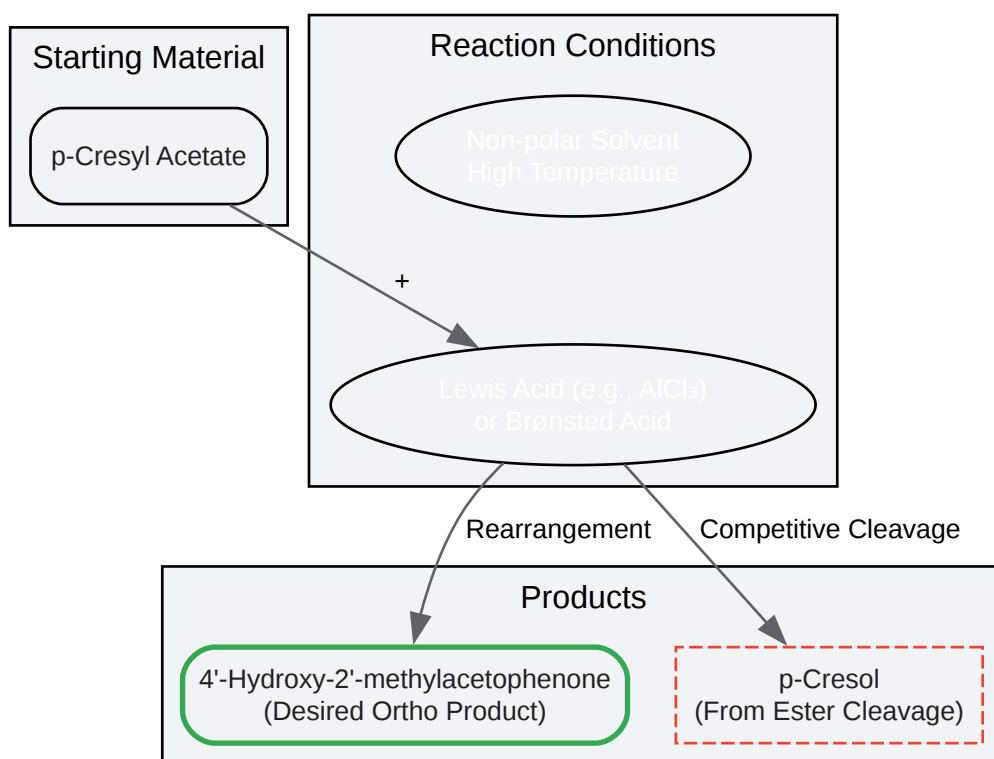 Starting Material
p-Cresyl Acetate
Reaction Conditions
Non-polar Solvent
High Temperature
+
Lewis Acid (e.g., AlCl₃)
or Brønsted Acid
Rearrangement
Competitive Cleavage
Products
4'-Hydroxy-2'-methylacetophenone
(Desired Ortho Product)
p-Cresol
(From Ester Cleavage)